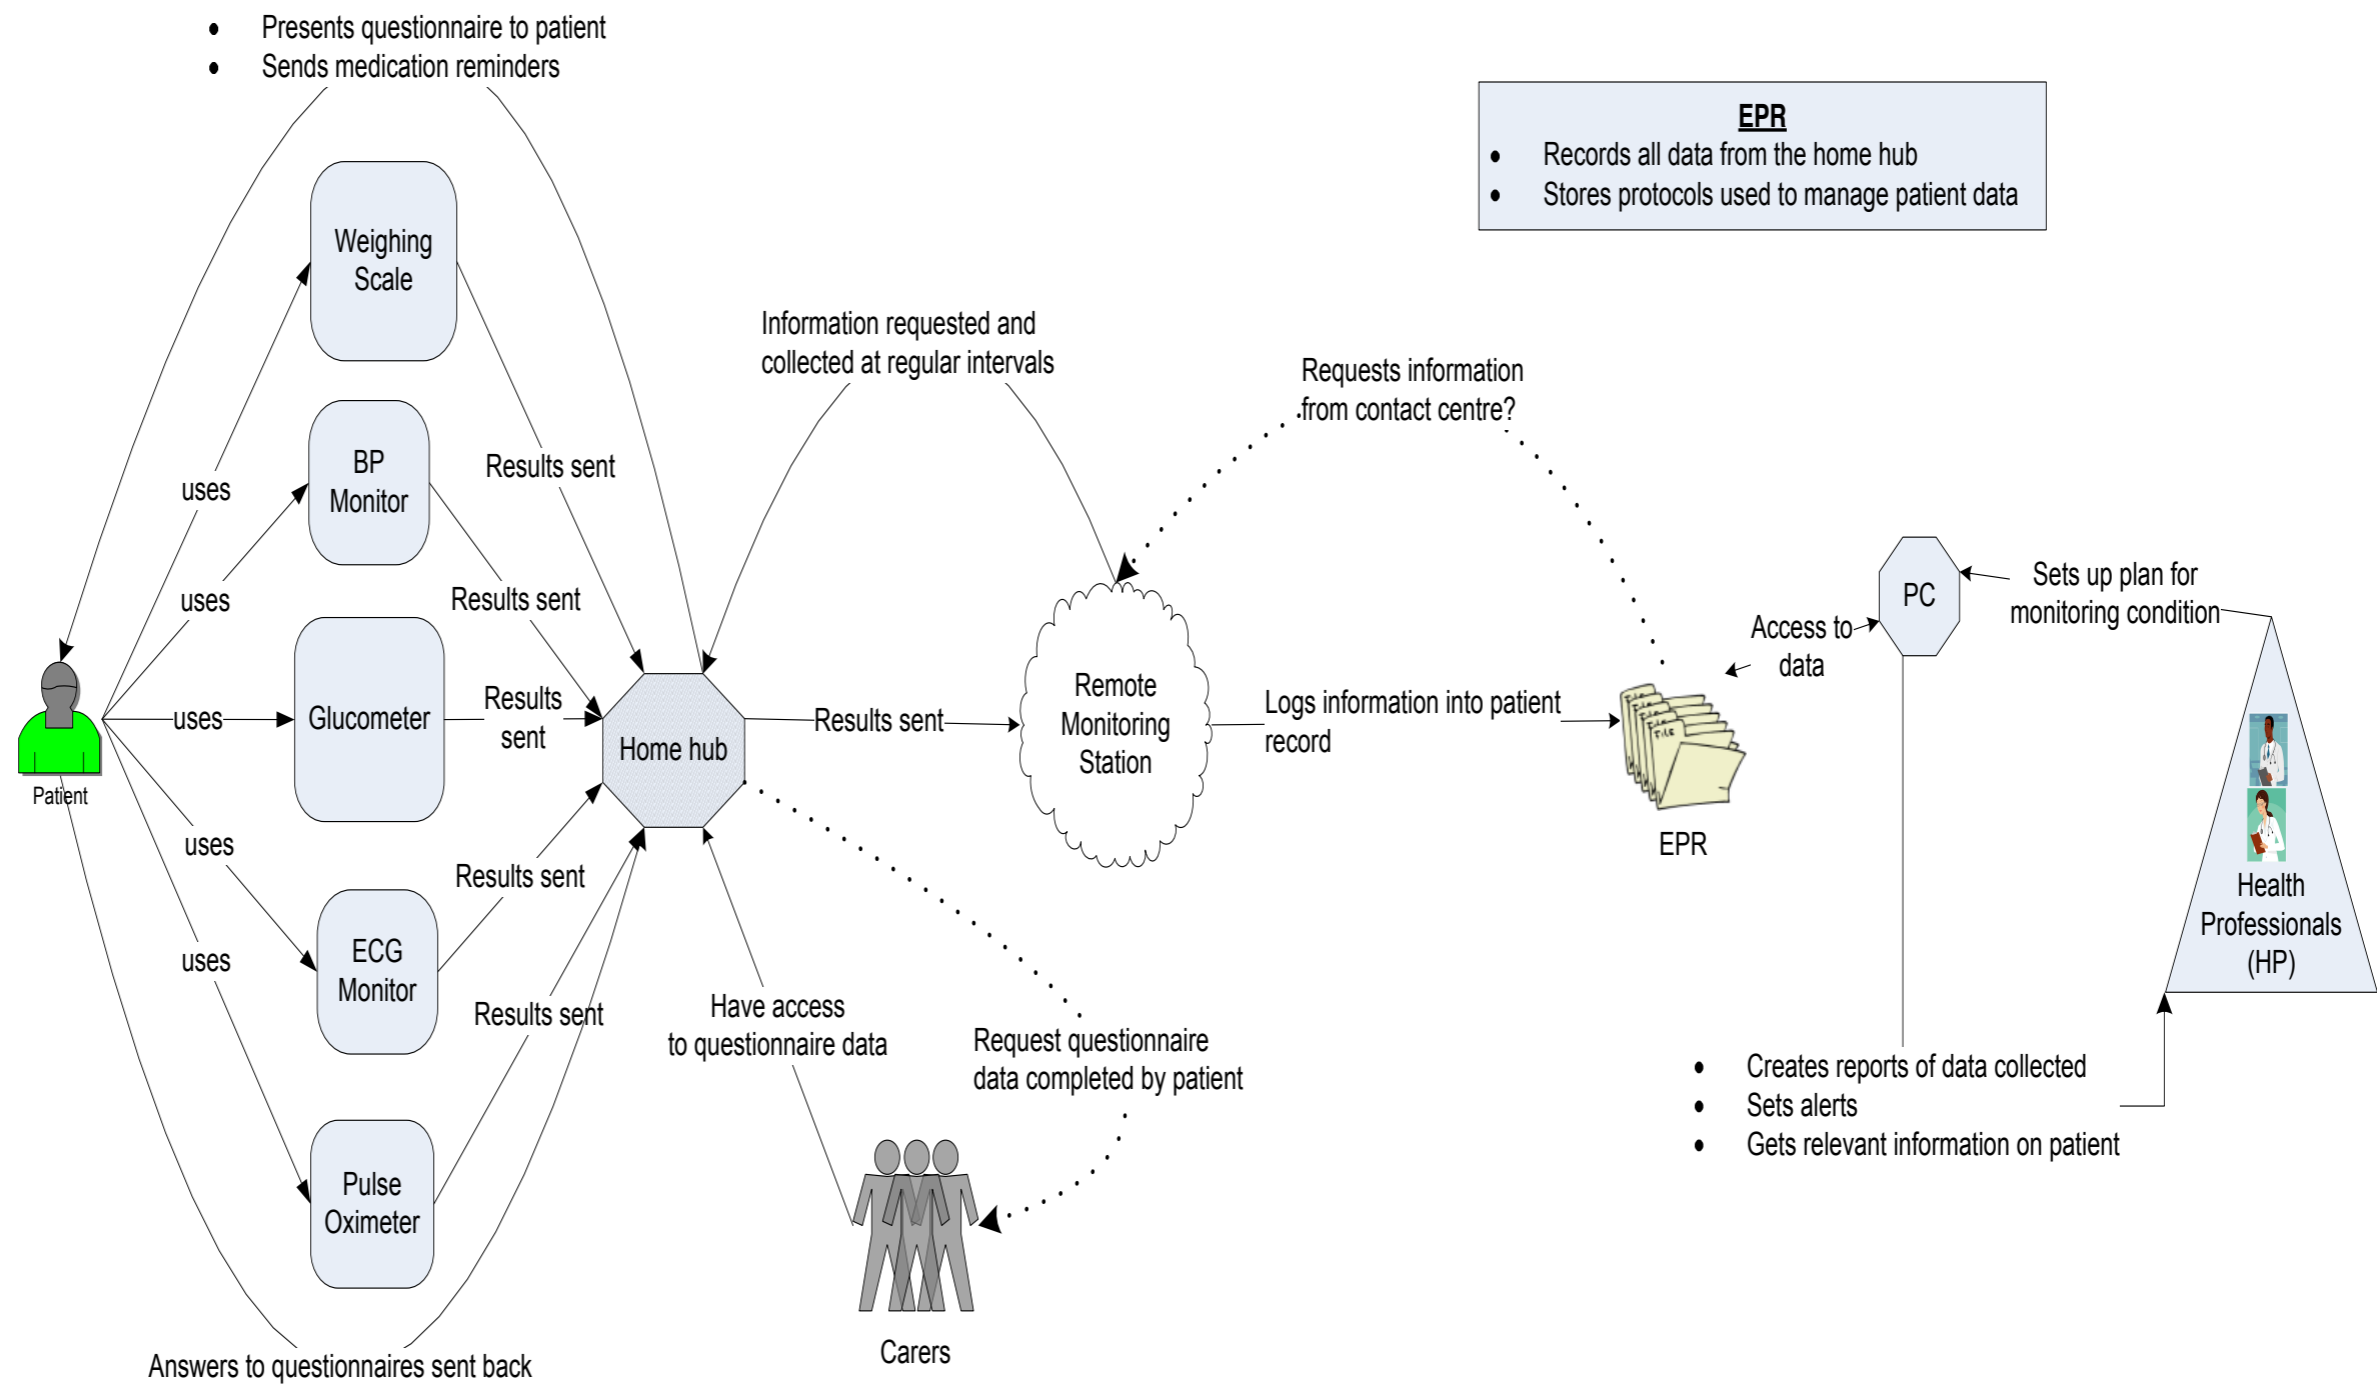 • Presents questionnaire to patient
• Sends medication reminders
EPR
• Records all data from the home hub
• Stores protocols used to manage patient data
Weighing
Scale
Information requested and
collected at regular intervals
Requests information
from contact centre?
BP
Monitor
Results sent
uses
uses
Results sent
PC
Sets up plan for
monitoring condition
Access to
data
Patient
uses
Glucometer
Results
sent
Home hub
Results sent
Remote
Monitoring
Station
Logs information into patient
record
File
EPR
uses
Results sent
ECG
Monitor
uses
Results sent
Health
Professionals
(HP)
Have access
to questionnaire data
Request questionnaire
data completed by patient
• Creates reports of data collected
• Sets alerts
• Gets relevant information on patient
Pulse
Oximeter
Carers
Answers to questionnaires sent back